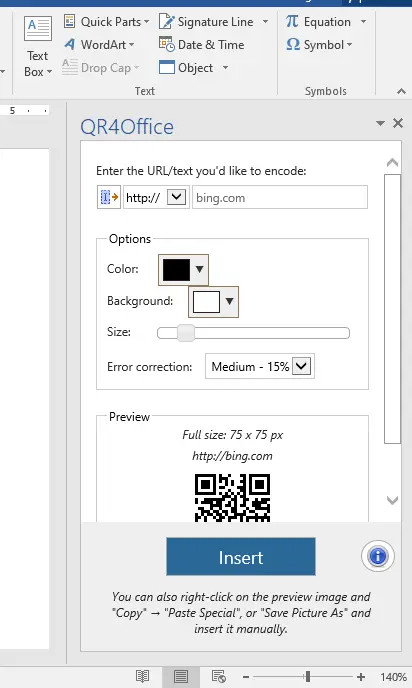 Quick Parts
Signature Line
Equation
Text
Box
WordArt
Date & Time
Symbol
Drop Cap
Object
Text
Symbols
5
QR4Office
Enter the URL/text you'd like to encode:
http://
bing.com
Options
Color:
Background:
Size:
Error correction:
Medium - 15%
Preview
Full size: 75 x 75 px
http://bing.com
Insert
You can also right-click on the preview image and
"Copy" → "Paste Special", or "Save Picture As" and
insert it manually.
140%